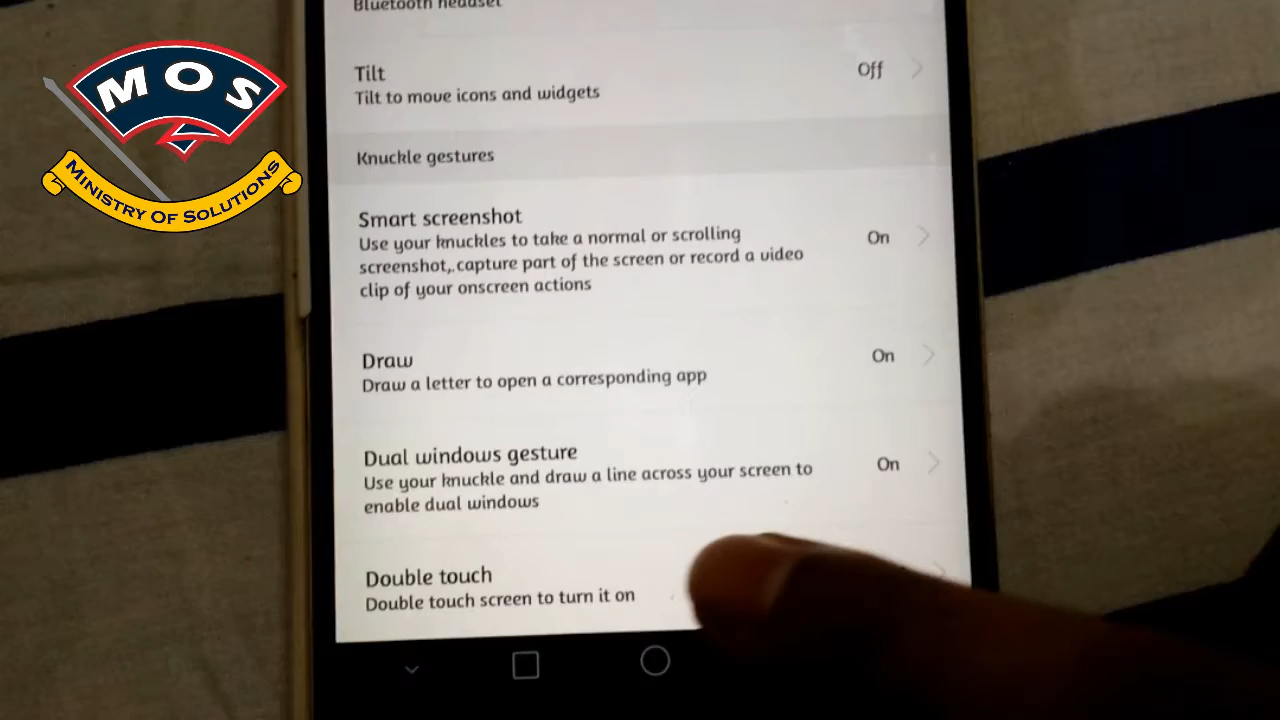 MOS
MINISTRY OF SOLUTIONS
Bluetooth headset
Tilt
Off
Tilt to move icons and widgets
Knuckle gestures
Smart screenshot
Use your knuckles to take a normal or scrolling
On
screenshot, capture part of the screen or record a video
clip of your onscreen actions
Draw
On
Draw a letter to open a corresponding app
Dual windows gesture
On
Use your knuckle and draw a line across your screen to
enable dual windows
Double touch
Double touch screen to turn it on